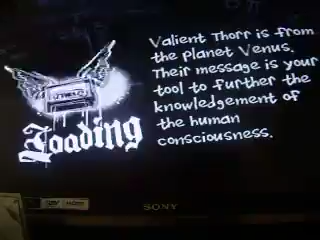 Valient Thorr is from
the planet Venus.
Their message is your
tool to further the
knowledgement of
the human
consciousness.
Loading
SONY